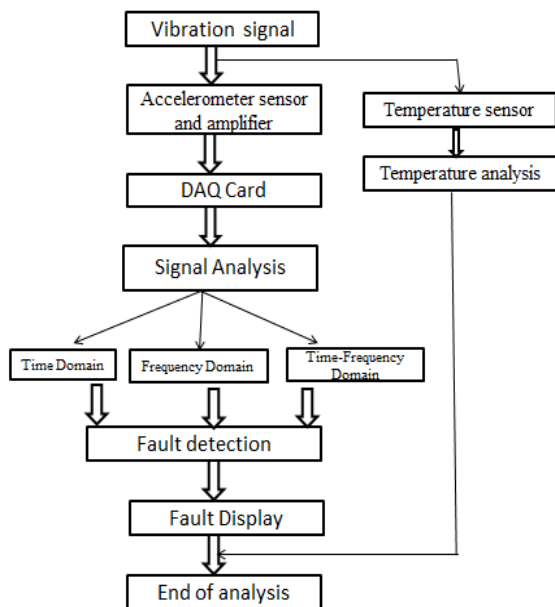 Vibration signal
Accelerometer sensor
and amplifier
Temperature sensor
Temperature analysis
DAQ Card
Signal Analysis
Time Domain
Frequency Domain
Time-Frequency
Domain
Fault detection
Fault Display
End of analysis